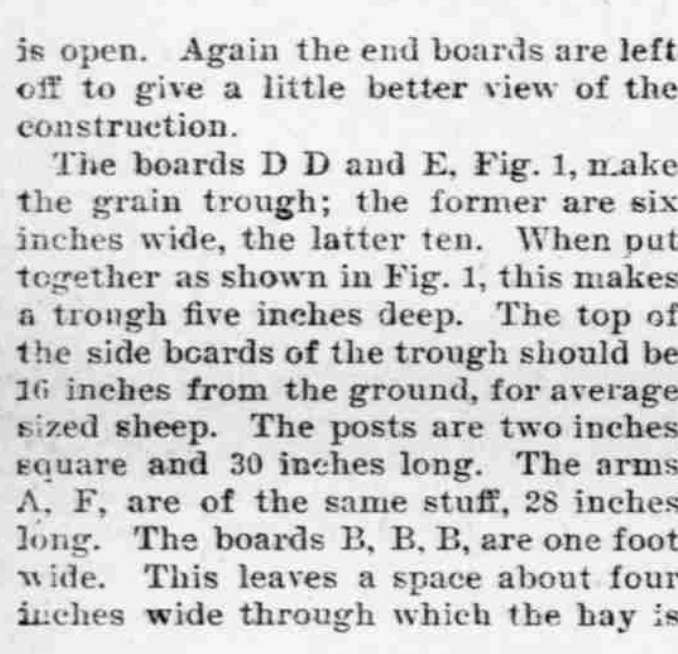 is open. Again the end boards are left
off to give a little better view of the
construction.
The boards D D and E, Fig. 1, make
the grain trough; the former are six
inches wide, the latter ten. When put
together as shown in Fig. 1, this makes
a trough five inches deep. The top of
the side boards of the trough should be
16 inches from the ground, for average
sized sheep. The posts are two inches
square and 30 inches long. The arms
A, F, are of the same stuff, 28 inches
long. The boards B, B, B, are one foot
wide. This leaves a space about four
inches wide through which the hay is